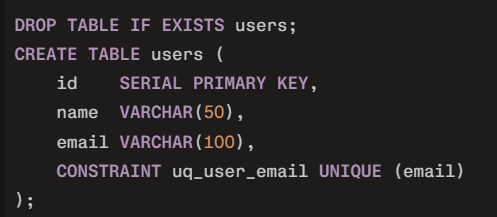 DROP TABLE IF EXISTS users;
CREATE TABLE users (
    id    SERIAL PRIMARY KEY,
    name  VARCHAR(50),
    email VARCHAR(100),
    CONSTRAINT uq_user_email UNIQUE (email)
);